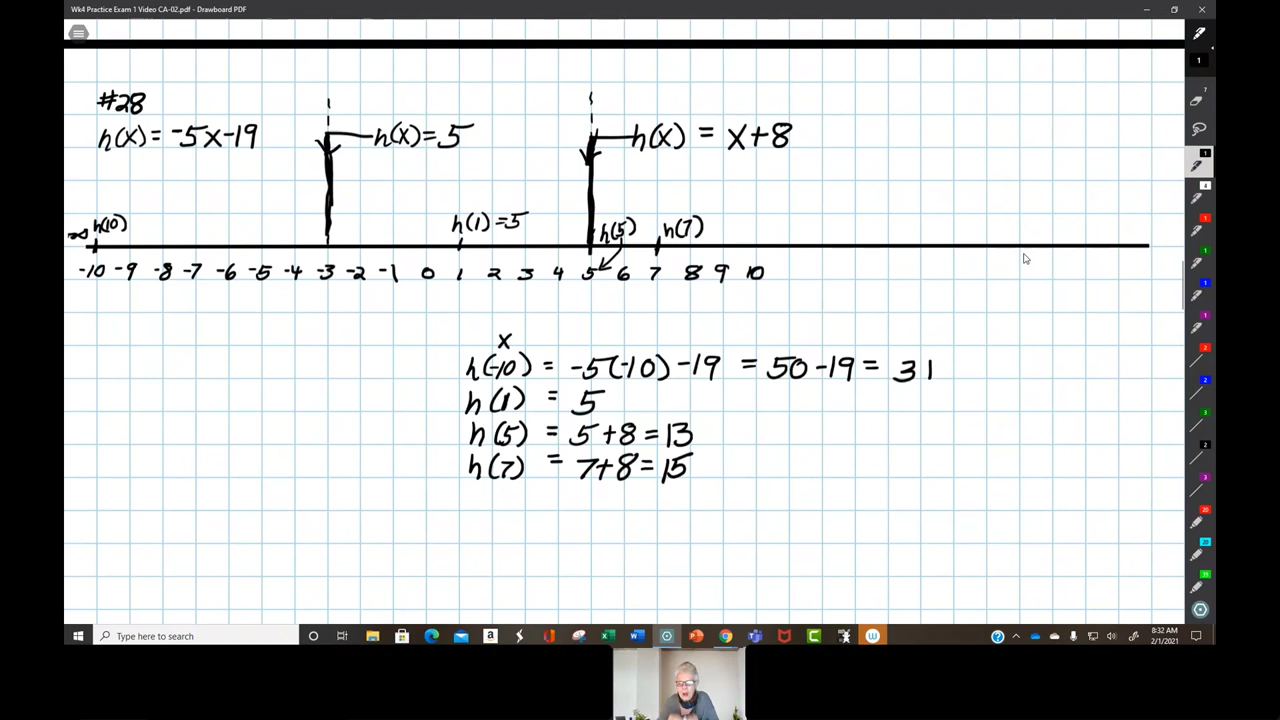 Wk4 Practice Exam 1 Video CA-02.pdf - Drawboard PDF
#28
h(x) = -5x-19 h(x) = 5 h(x) = x+8
h(10) h(1) = 5 h(5) h(7)
-10 -9 -8 -7 -6 -5 -4 -3 -2 -1 0 1 2 3 4 5 6 7 8 9 10
x
h(-10) = -5(-10) -19 = 50 -19 = 31
h(1) = 5
h(5) = 5+8 = 13
h(7) = 7+8 = 15
Type here to search
8:32 AM
2/1/2021